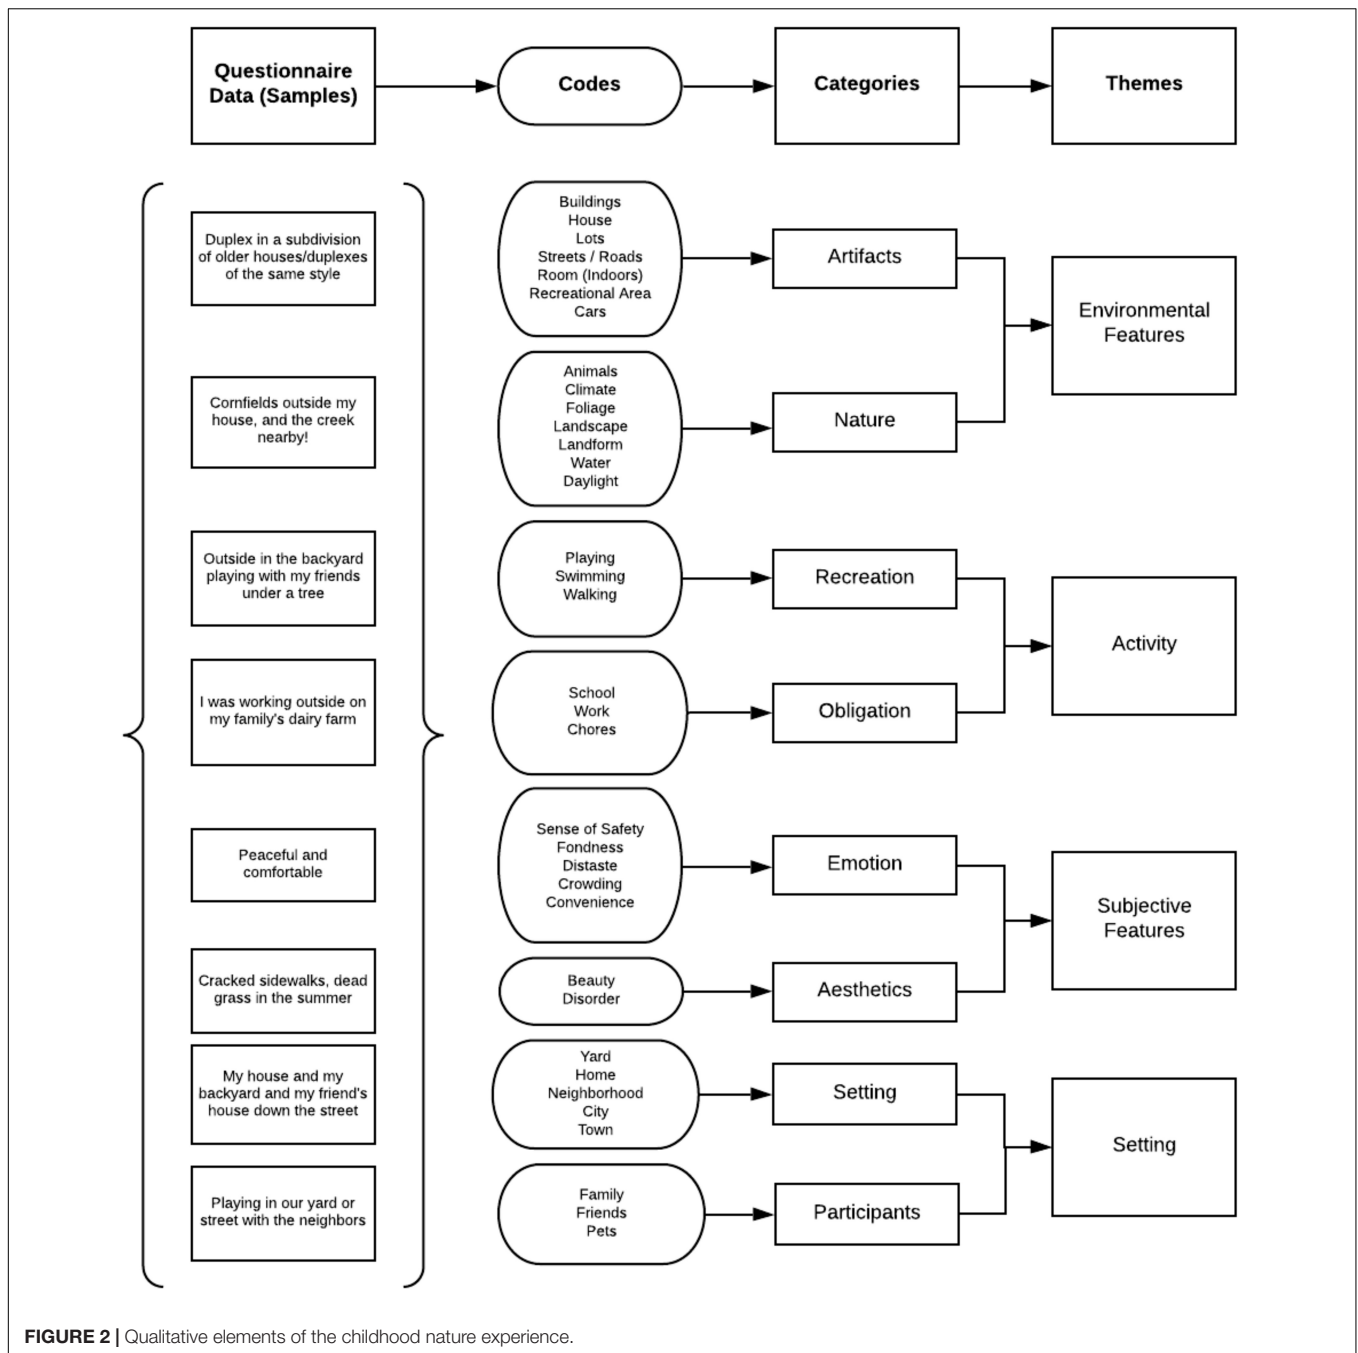 Questionnaire
Data (Samples)
Codes
Categories
Themes
Duplex in a subdivision
of older houses/duplexes
of the same style
Buildings
House
Lots
Streets / Roads
Room (Indoors)
Recreational Area
Cars
Artifacts
Environmental
Features
Cornfields outside my
house, and the creek
nearby!
Animals
Climate
Foliage
Landscape
Landform
Water
Daylight
Nature
Outside in the backyard
playing with my friends
under a tree
Playing
Swimming
Walking
Recreation
Activity
I was working outside on
my family's dairy farm
School
Work
Chores
Obligation
Peaceful and
comfortable
Sense of Safety
Fondness
Distaste
Crowding
Convenience
Emotion
Subjective
Features
Cracked sidewalks, dead
grass in the summer
Beauty
Disorder
Aesthetics
My house and my
backyard and my friend's
house down the street
Yard
Home
Neighborhood
City
Town
Setting
Setting
Playing in our yard or
street with the neighbors
Family
Friends
Pets
Participants
FIGURE 2 | Qualitative elements of the childhood nature experience.